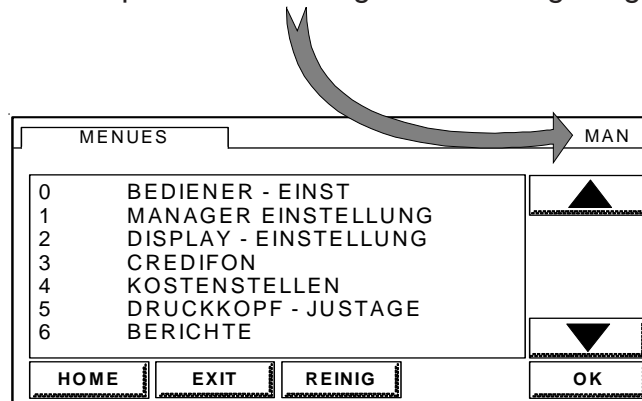 MENUES MAN
0 BEDIENER - EINST
1 MANAGER EINSTELLUNG
2 DISPLAY - EINSTELLUNG
3 CREDIFON
4 KOSTENSTELLEN
5 DRUCKKOPF - JUSTAGE
6 BERICHTE
HOME EXIT REINIG OK